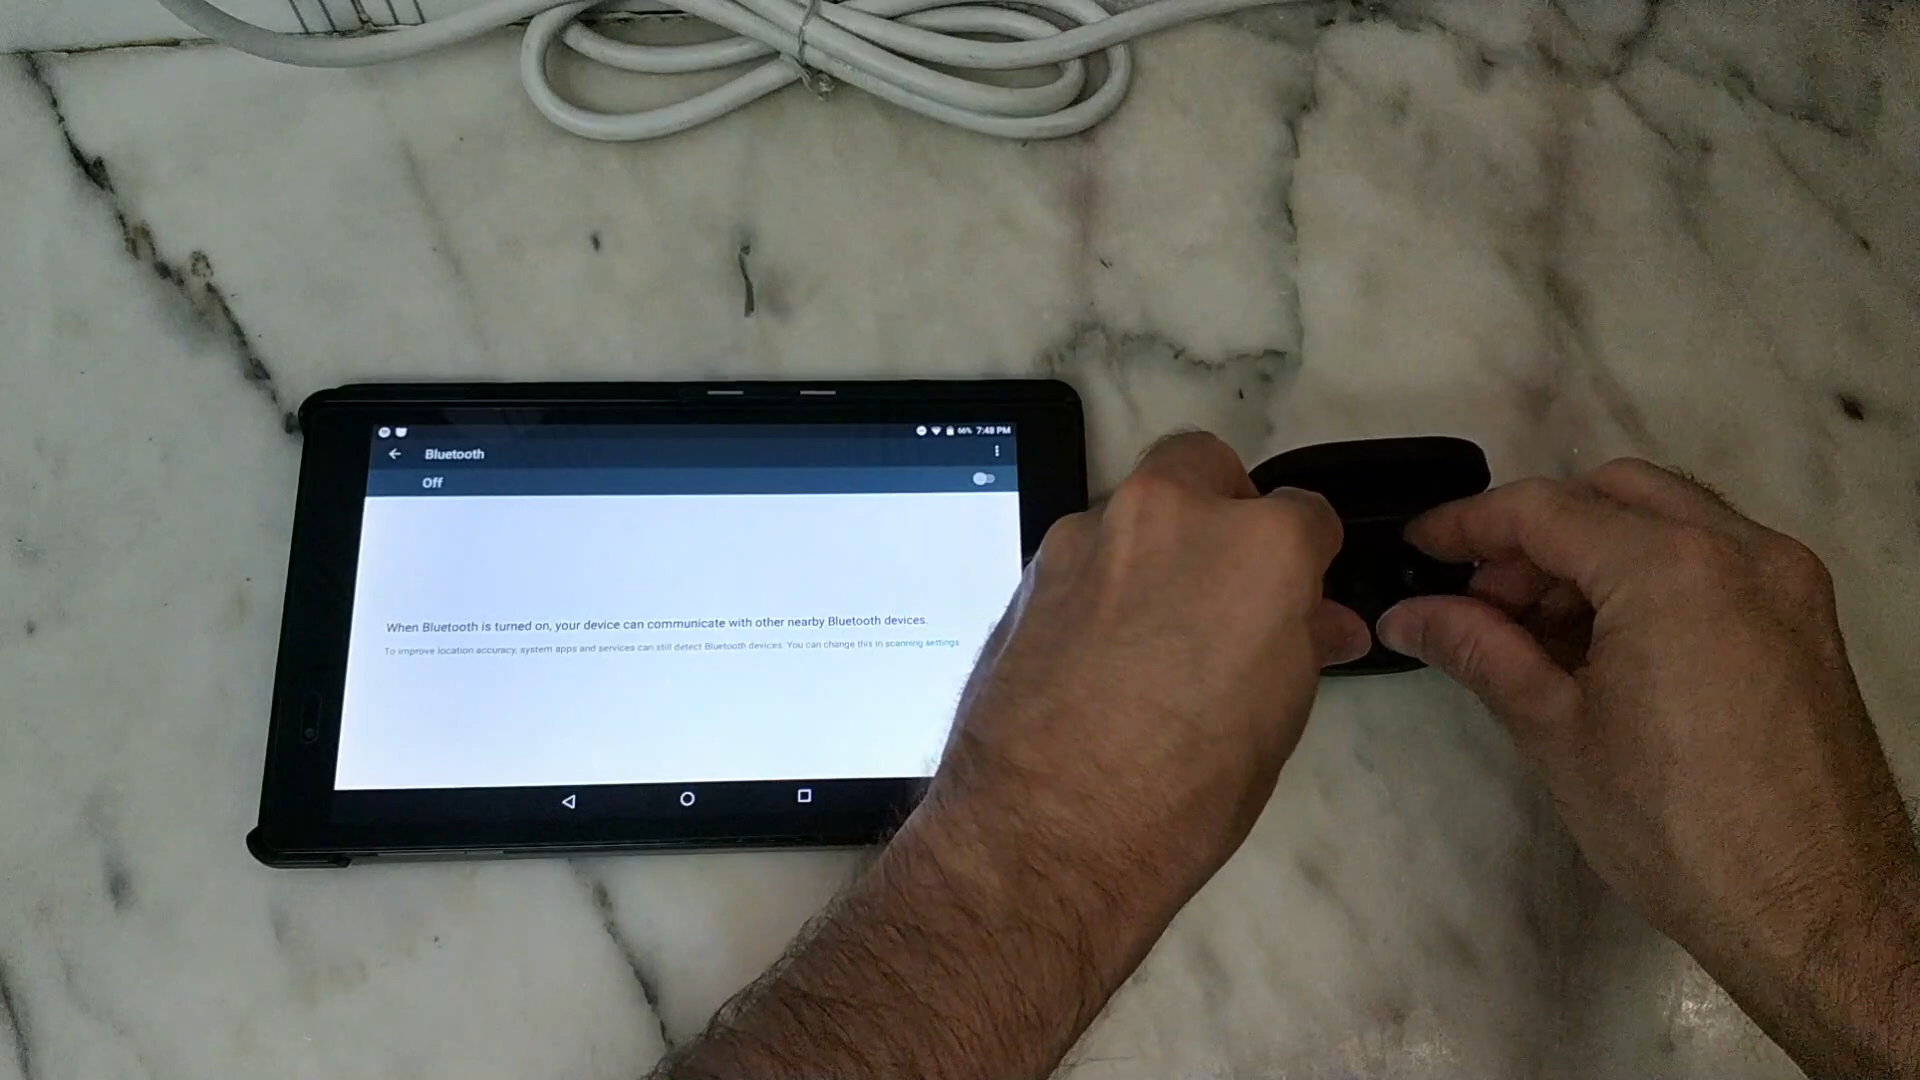 66% 7:48 PM
Bluetooth
Off
When Bluetooth is turned on, your device can communicate with other nearby Bluetooth devices.
To improve location accuracy, system apps and services can still detect Bluetooth devices. You can change this in scanning settings